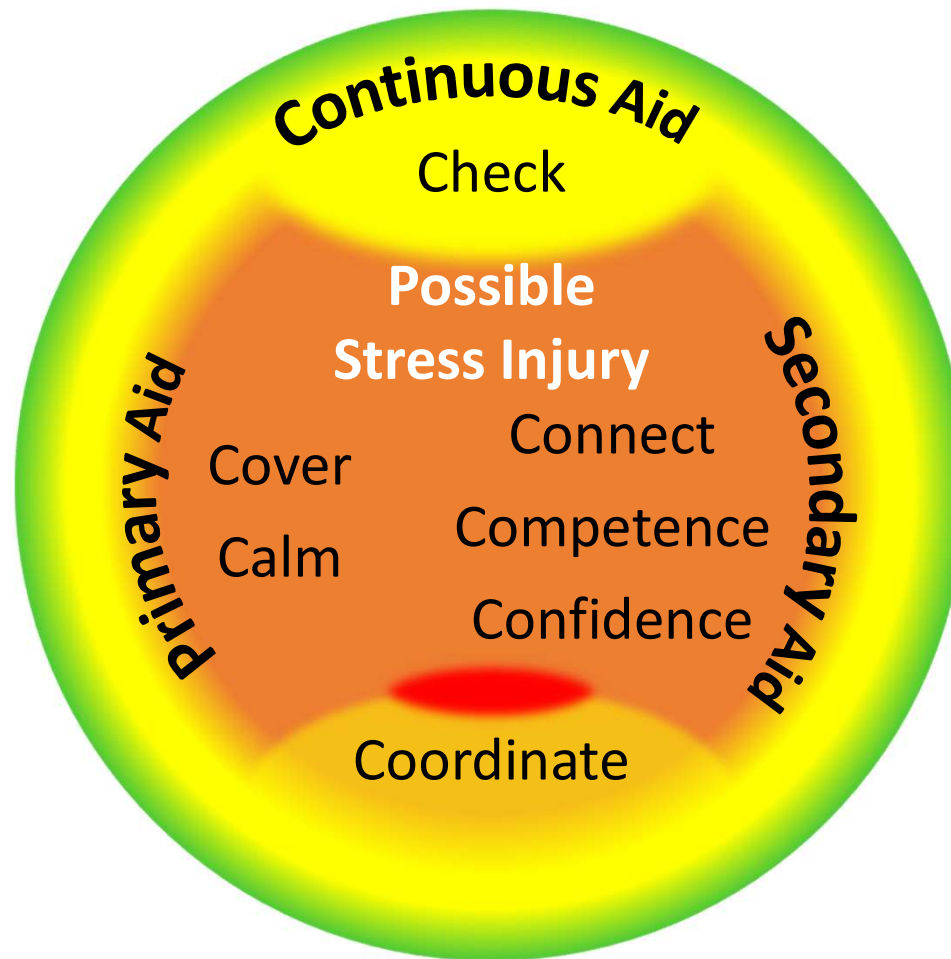 Continuous Aid
Check
Possible
Stress Injury
Primary Aid
Cover
Calm
Connect
Competence
Confidence
Secondary Aid
Coordinate